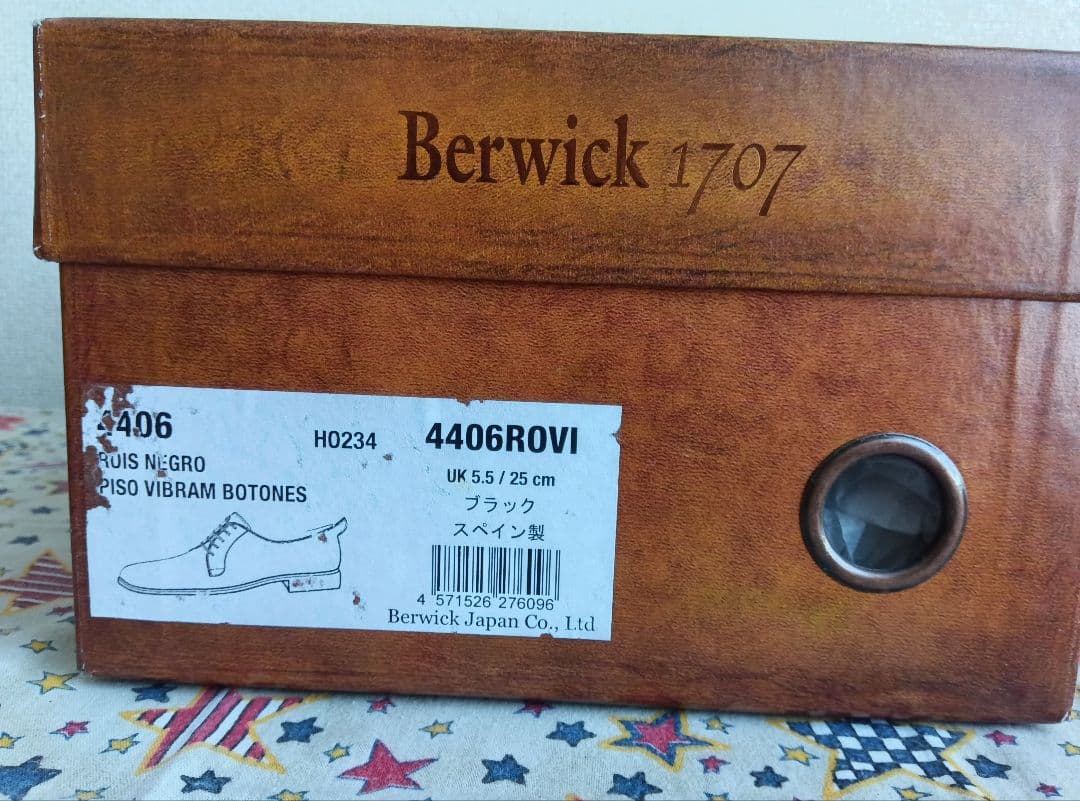 Berwick 1707
4406
H0234
4406ROVI
ROIS NEGRO
PISO VIBRAM BOTONES
UK 5.5 / 25 cm
ブラック
スペイン製
4 571526 276096
Berwick Japan Co., Ltd